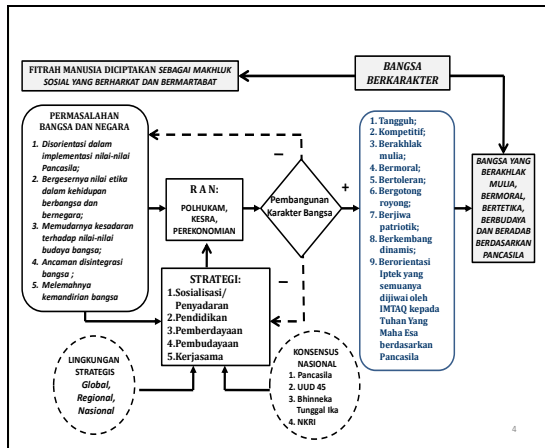 FITRAH MANUSIA DICIPTAKAN SEBAGAI MAKHLUK
SOSIAL YANG BERHARKAT DAN BERMARTABAT
BANGSA
BERKARAKTER
PERMASALAHAN
BANGSA DAN NEGARA
1. Disorientasi dalam
implementasi nilai-nilai
Pancasila;
2. Bergesernya nilai etika
dalam kehidupan
berbangsa dan
bernegara;
3. Memudarnya kesadaran
terhadap nilai-nilai
budaya bangsa;
4. Ancaman disintegrasi
bangsa ;
5. Melemahnya
kemandirian bangsa
R A N:
POLHUKAM,
KESRA,
PEREKONOMIAN
–
Pembangunan
Karakter Bangsa
+
–
1. Tangguh;
2. Kompetitif;
3. Berakhlak
mulia;
4. Bermoral;
5. Bertoleran;
6. Bergotong
royong;
7. Berjiwa
patriotik;
8. Berkembang
dinamis;
9. Berorientasi
Iptek yang
semuanya
dijiwai oleh
IMTAQ kepada
Tuhan Yang
Maha Esa
berdasarkan
Pancasila
BANGSA YANG
BERAKHLAK
MULIA,
BERMORAL,
BERTETIKA,
BERBUDAYA
DAN BERADAB
BERDASARKAN
PANCASILA
STRATEGI:
1.Sosialisasi/
Penyadaran
2.Pendidikan
3.Pemberdayaan
4.Pembudayaan
5.Kerjasama
LINGKUNGAN
STRATEGIS
Global,
Regional,
Nasional
KONSENSUS
NASIONAL
1. Pancasila
2. UUD 45
3. Bhinneka
Tunggal Ika
4. NKRI
4